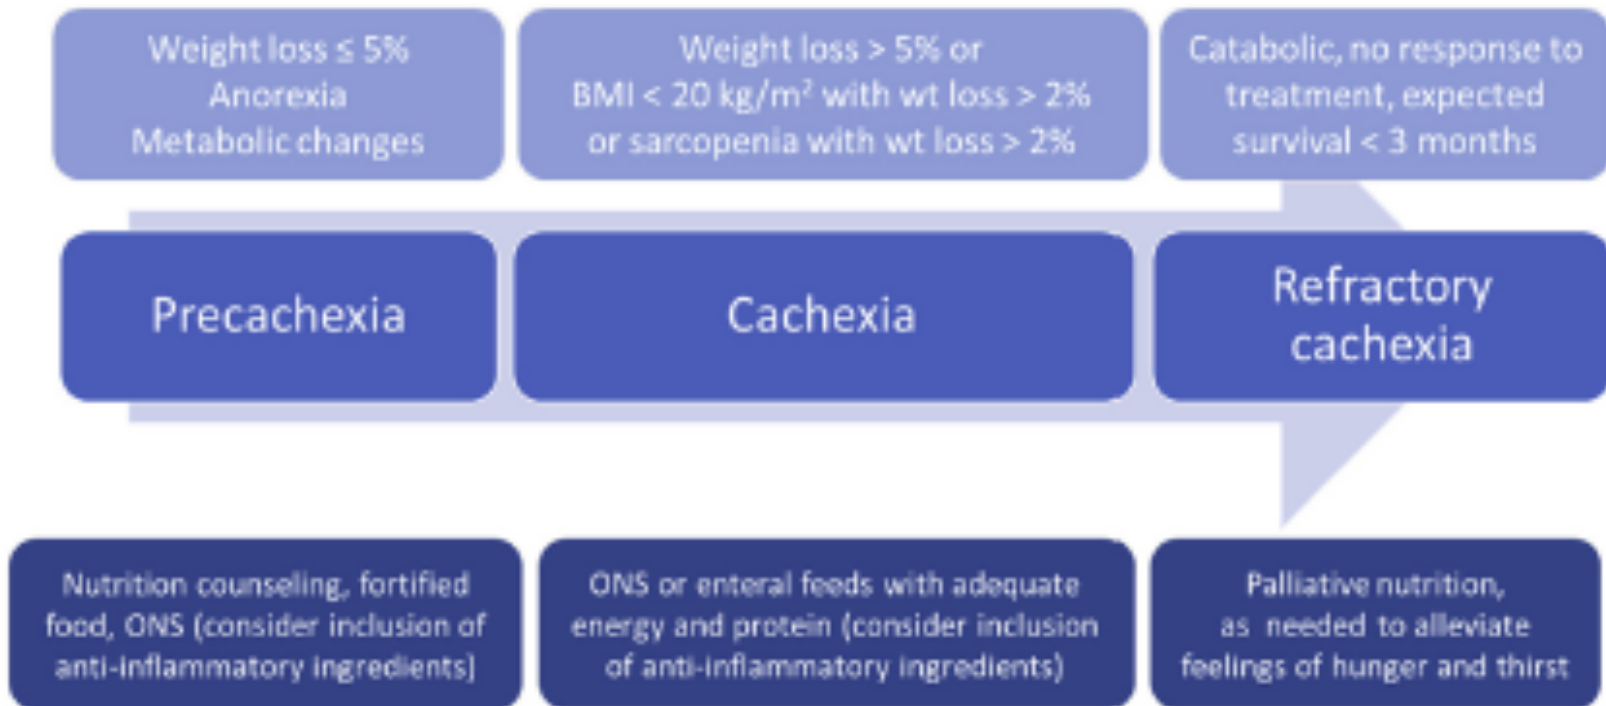 Weight loss ≤ 5%
Anorexia
Metabolic changes
Weight loss > 5% or
BMI < 20 kg/m² with wt loss > 2%
or sarcopenia with wt loss > 2%
Catabolic, no response to
treatment, expected
survival < 3 months
Precachexia
Cachexia
Refractory
cachexia
Nutrition counseling, fortified
food, ONS (consider inclusion of
anti-inflammatory ingredients)
ONS or enteral feeds with adequate
energy and protein (consider inclusion
of anti-inflammatory ingredients)
Palliative nutrition,
as needed to alleviate
feelings of hunger and thirst